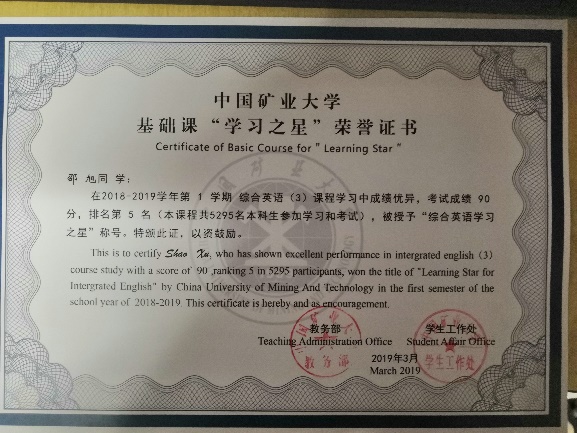 中国矿业大学
基础课“学习之星”荣誉证书
Certificate of Basic Course for " Learning Star "
邵 旭同 学：
在2018-2019学年第 1 学期 综合英语（3）课程学习中成绩优异，考试成绩 90
分，排名第 5 名（本课程共5295名本科生参加学习和考试），被授予“综合英语学习
之星”称号。特颁此证，以资鼓励。
This is to certify Shao Xu, who has shown excellent performance in intergrated english（3）
course study with a score of 90 ,ranking 5 in 5295 participants, won the title of "Learning Star for
Intergrated English" by China University of Mining And Technology in the first semester of the
school year of 2018-2019. This certificate is hereby and as encouragement.
教务部 学生工作处
Teaching Administration Office Student Affair Office
教务部 学生工作处
2019年3月
March 2019